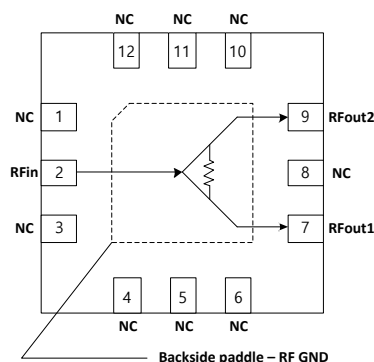 NC NC NC
12 11 10
NC 1 9 RFout2
RFin 2 8 NC
NC 3 7 RFout1
4 5 6
NC NC NC
Backside paddle – RF GND